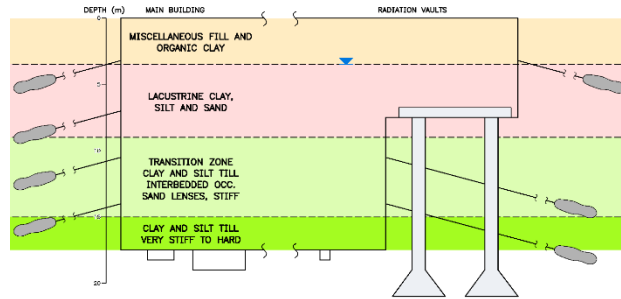 DEPTH (m) MAIN BUILDING RADIATION VAULTS
0
MISCELLANEOUS FILL AND
ORGANIC CLAY
5
LACUSTRINE CLAY,
SILT AND SAND
10
TRANSITION ZONE
CLAY AND SILT TILL
INTERBEDDED OCC.
SAND LENSES, STIFF
15
CLAY AND SILT TILL
VERY STIFF TO HARD
20